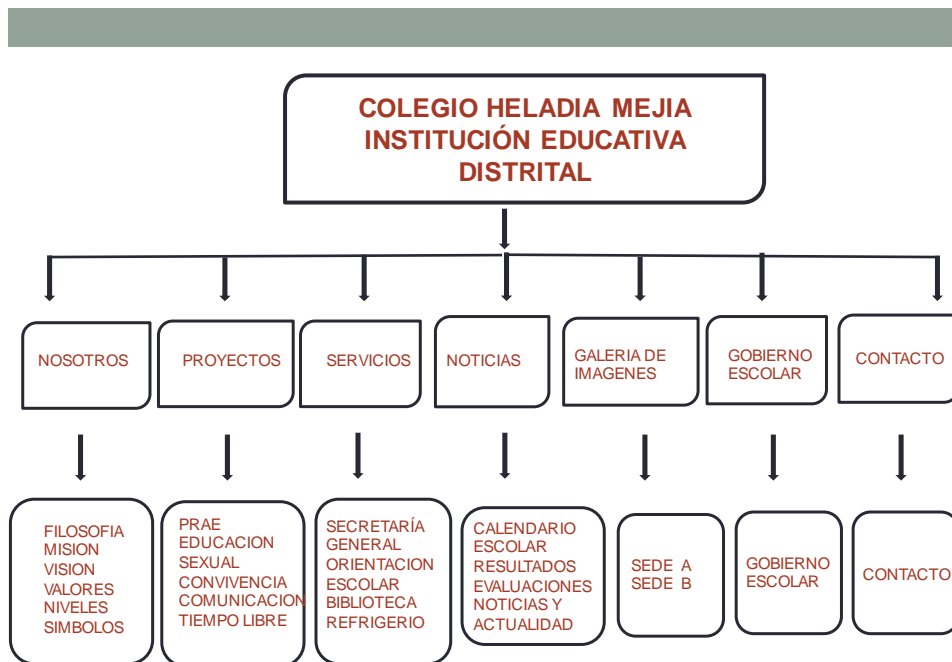 COLEGIO HELADIA MEJIA
INSTITUCIÓN EDUCATIVA
DISTRITAL
NOSOTROS
PROYECTOS
SERVICIOS
NOTICIAS
GALERIA DE
IMAGENES
GOBIERNO
ESCOLAR
CONTACTO
FILOSOFIA
MISION
VISION
VALORES
NIVELES
SIMBOLOS
PRAE
EDUCACION
SEXUAL
CONVIVENCIA
COMUNICACION
TIEMPO LIBRE
SECRETARÍA
GENERAL
ORIENTACION
ESCOLAR
BIBLIOTECA
REFRIGERIO
CALENDARIO
ESCOLAR
RESULTADOS
EVALUACIONES
NOTICIAS Y
ACTUALIDAD
SEDE A
SEDE B
GOBIERNO
ESCOLAR
CONTACTO